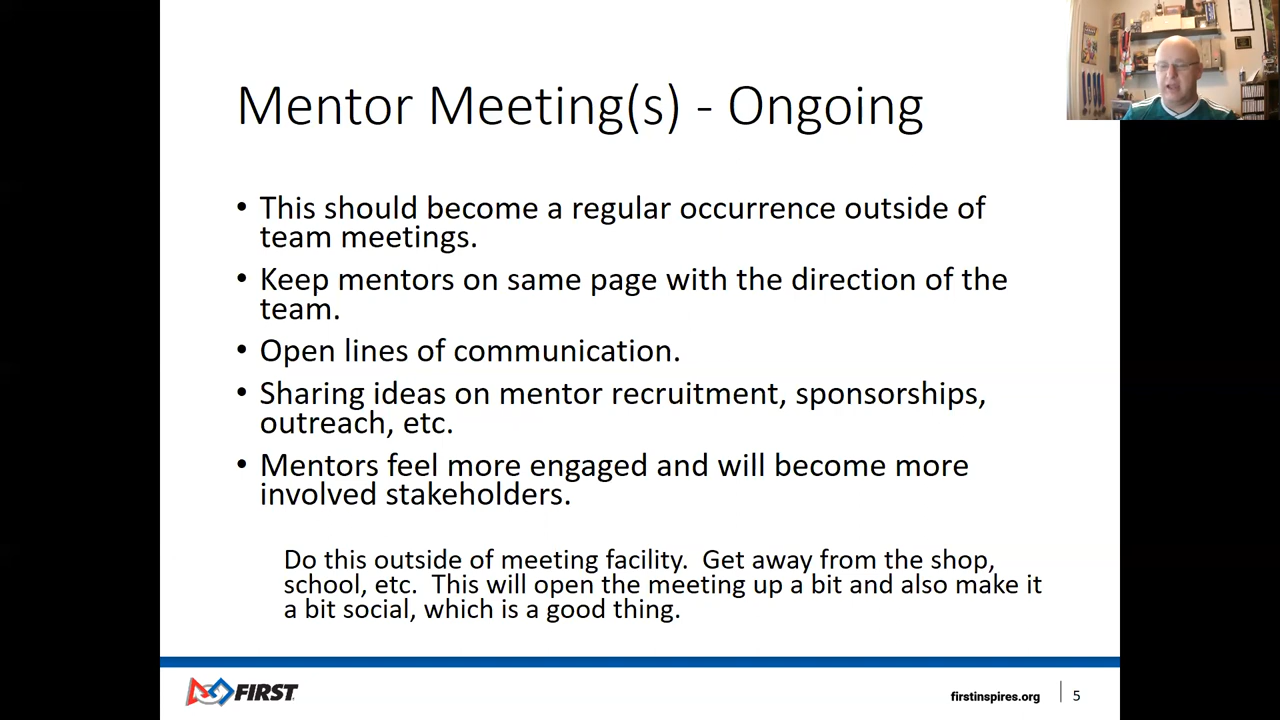 Mentor Meeting(s) - Ongoing
• This should become a regular occurrence outside of
team meetings.
• Keep mentors on same page with the direction of the
team.
• Open lines of communication.
• Sharing ideas on mentor recruitment, sponsorships,
outreach, etc.
• Mentors feel more engaged and will become more
involved stakeholders.
Do this outside of meeting facility.  Get away from the shop,
school, etc.  This will open the meeting up a bit and also make it
a bit social, which is a good thing.
FIRST
firstinspires.org
5